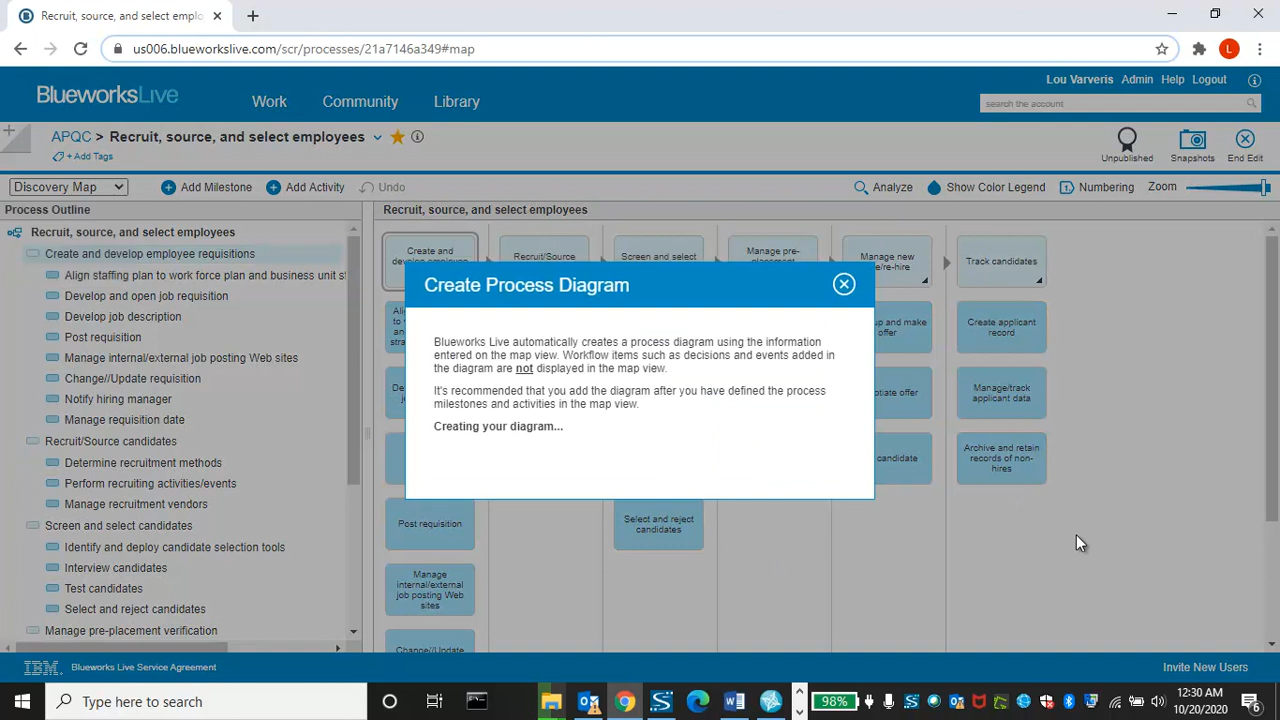 Recruit, source, and select emplo
us006.blueworkslive.com/scr/processes/21a7146a349#map
L
Lou Varveris Admin Help Logout
BlueworksLive
Work Community Library
search the account
APQC > Recruit, source, and select employees
+ Add Tags
Unpublished Snapshots End Edit
Discovery Map Add Milestone Add Activity Undo Analyze Show Color Legend Numbering Zoom
Process Outline
Recruit, source, and select employees
Create and develop employee requisitions
Align staffing plan to work force plan and business unit s
Develop and open job requisition
Develop job description
Post requisition
Manage internal/external job posting Web sites
Change//Update requisition
Notify hiring manager
Manage requisition date
Recruit/Source candidates
Determine recruitment methods
Perform recruiting activities/events
Manage recruitment vendors
Screen and select candidates
Identify and deploy candidate selection tools
Interview candidates
Test candidates
Select and reject candidates
Manage pre-placement verification
Recruit, source, and select employees
Create and
Recruit/Source
Screen and select
Manage pre-
Manage new
e/re-hire
Track candidates
up and make
offer
Create applicant
record
Manage/track
applicant data
Archive and retain
records of non-
hires
tiate offer
candidate
Post requisition
Select and reject
candidates
Manage
internal/external
job posting Web
sites
Change//Update
Create Process Diagram
Blueworks Live automatically creates a process diagram using the information
entered on the map view. Workflow items such as decisions and events added in
the diagram are not displayed in the map view.
It's recommended that you add the diagram after you have defined the process
milestones and activities in the map view.
Creating your diagram...
IBM Blueworks Live Service Agreement
Invite New Users
Type here to search
98%
12:30 AM
10/20/2020
6